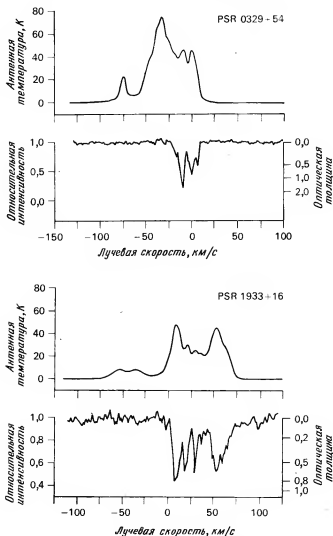 PSR 0329+54
Антенная температура, К
80
60
40
20
0
Относительная интенсивность
1,0
0,5
0,0
0,0
0,5
1,0
2,0
Оптическая толщина
-150 -100 -50 0 50 100
Лучевая скорость, км/с
PSR 1933+16
Антенная температура, К
80
60
40
20
0
Относительная интенсивность
1,0
0,8
0,6
0,4
0,0
0,2
0,5
0,8
1,0
Оптическая толщина
-100 -50 0 50 100
Лучевая скорость, км/с